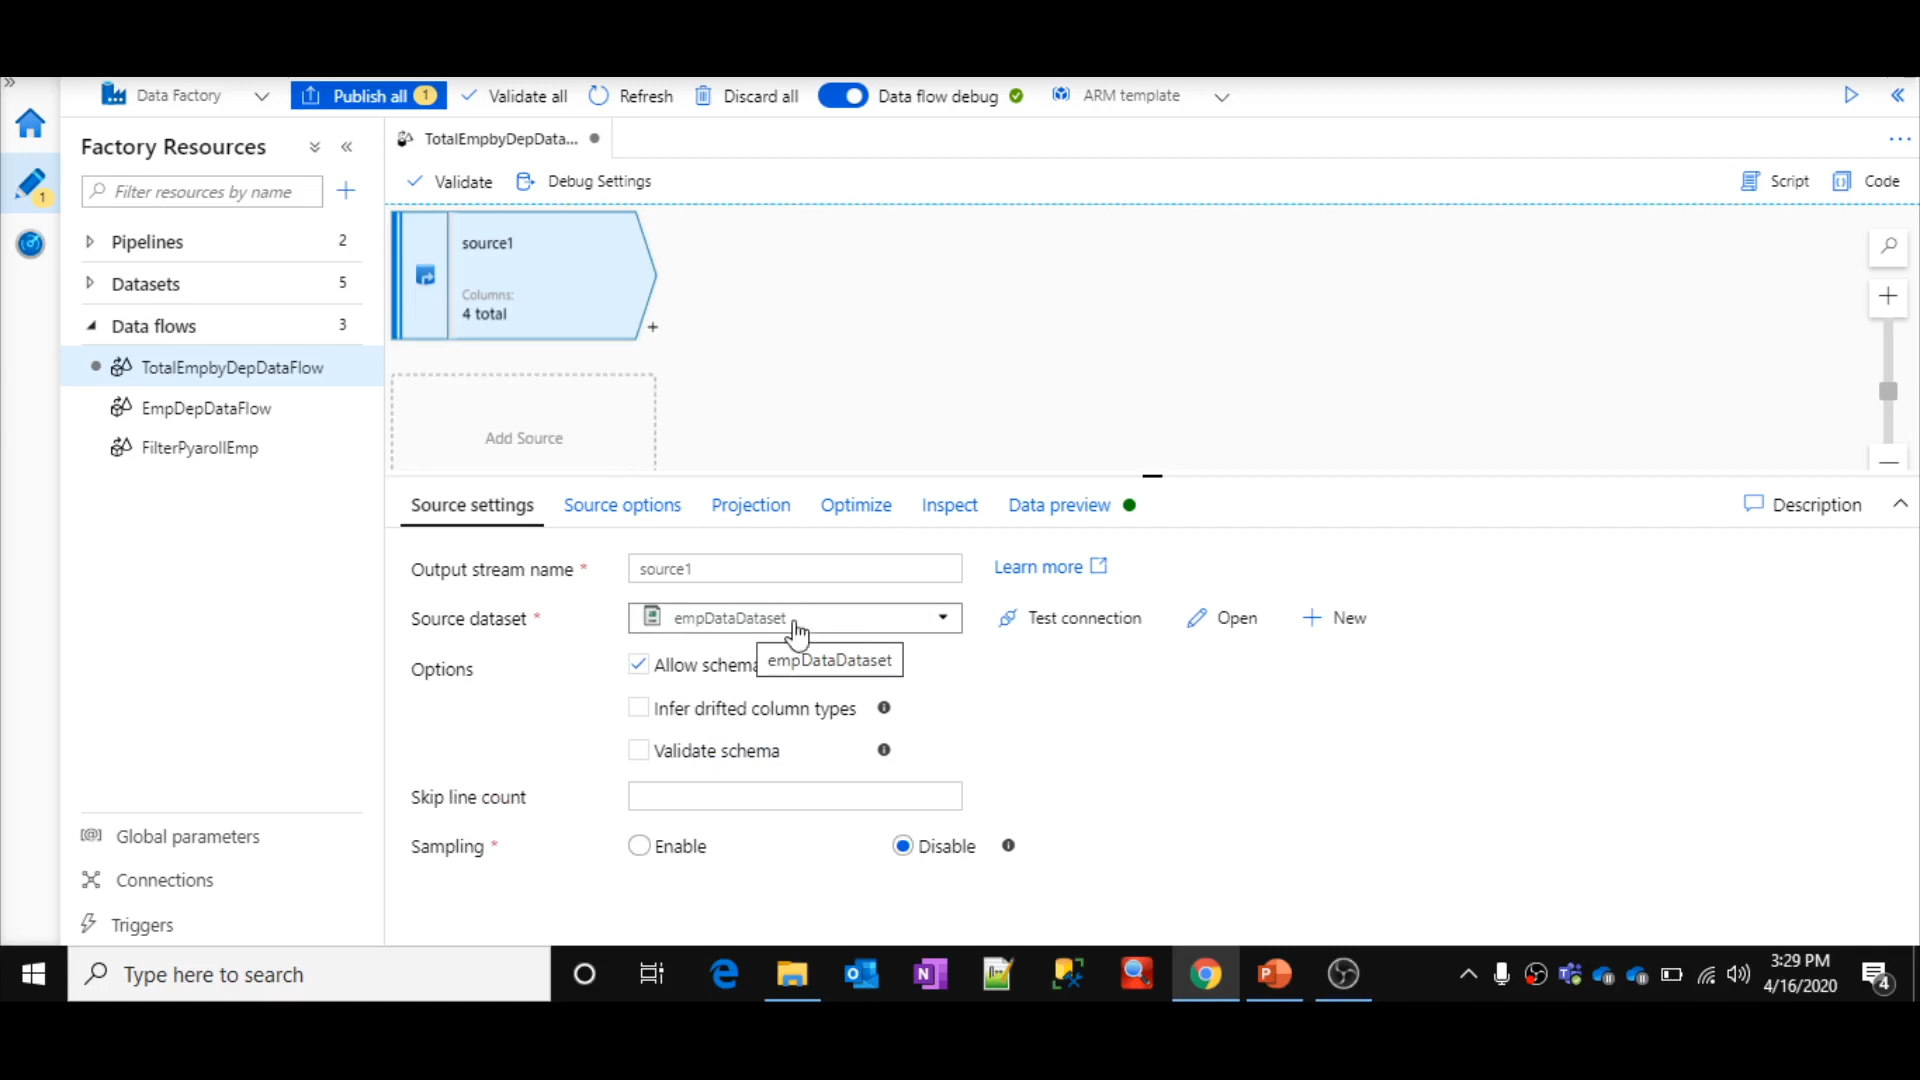 Data Factory
Publish all 1
Validate all
Refresh
Discard all
Data flow debug
ARM template
1
Factory Resources
Filter resources by name
Pipelines 2
Datasets 5
Data flows 3
TotalEmpbyDepDataFlow
EmpDepDataFlow
FilterPyarollEmp
Global parameters
Connections
Triggers
TotalEmpbyDepData...
Validate
Debug Settings
Script
Code
source1
Columns:
4 total
Add Source
Source settings
Source options
Projection
Optimize
Inspect
Data preview
Description
Output stream name *
source1
Learn more
Source dataset *
empDataDataset
Test connection
Open
New
empDataDataset
Options
Allow schema
Infer drifted column types
Validate schema
Skip line count
Sampling *
Enable
Disable
Type here to search
3:29 PM
4/16/2020
4